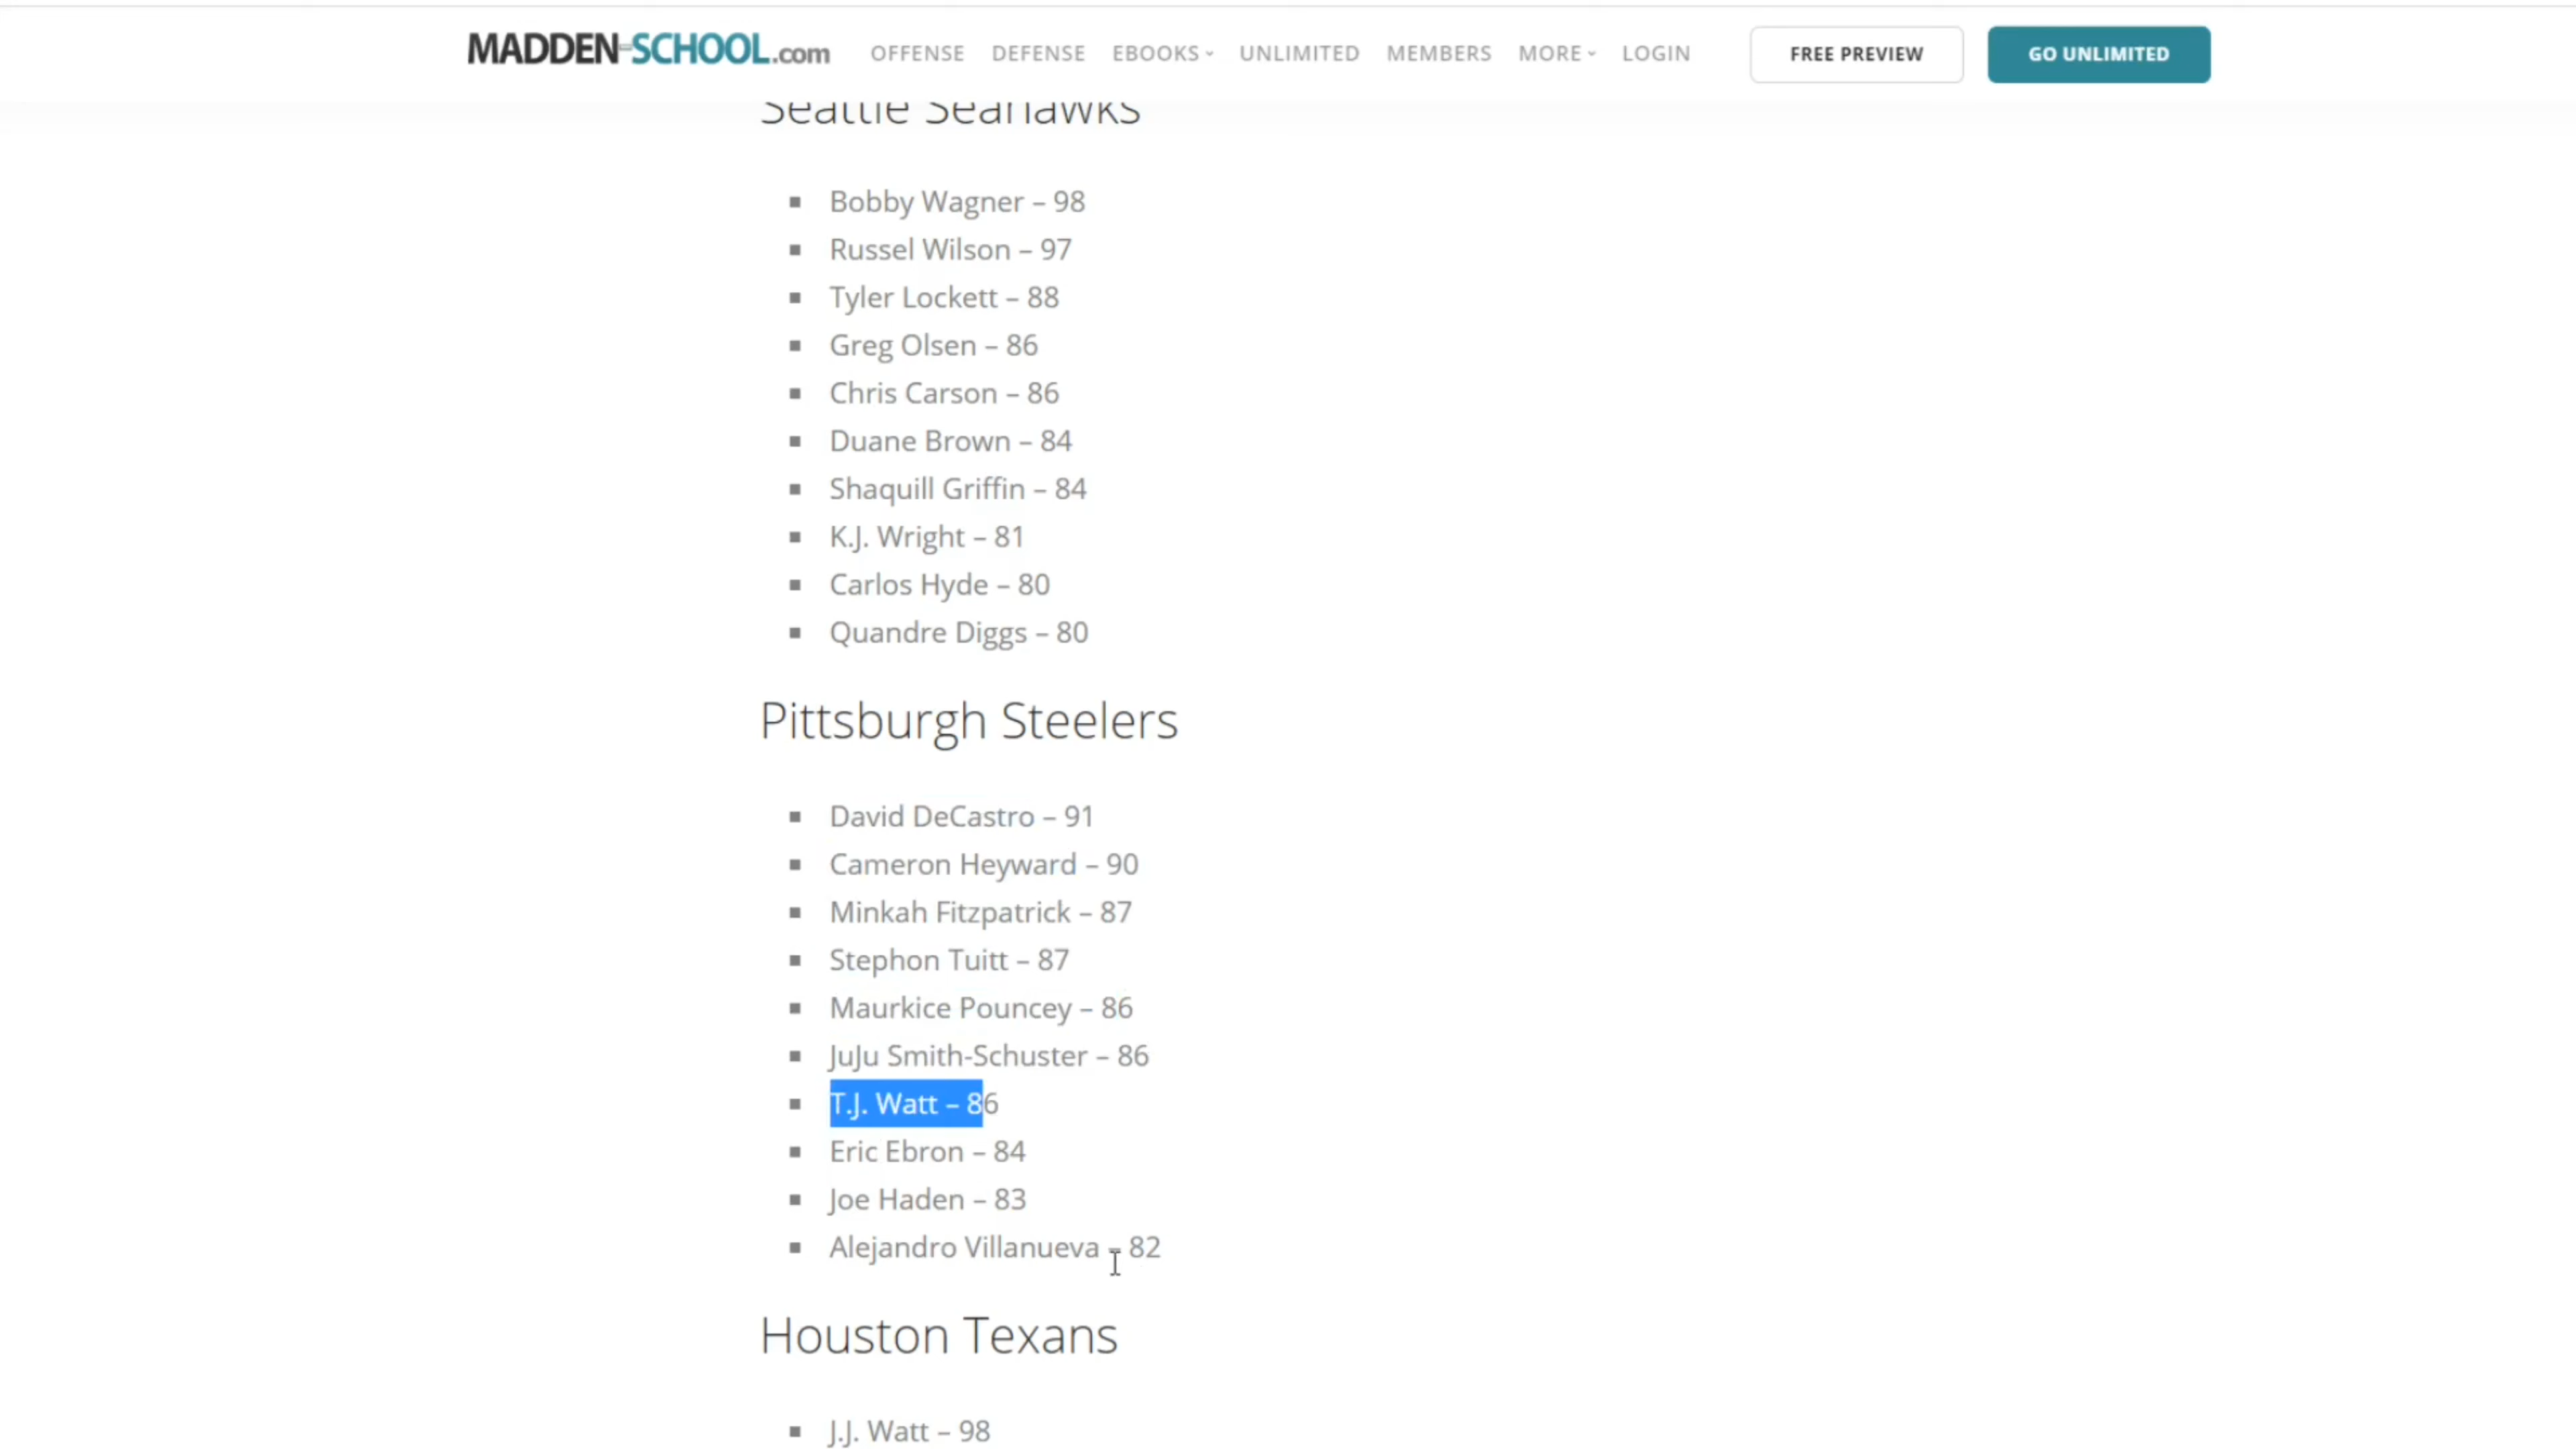 MADDEN-SCHOOL.com OFFENSE DEFENSE EBOOKS UNLIMITED MEMBERS MORE LOGIN FREE PREVIEW GO UNLIMITED
Seattle Seahawks
Bobby Wagner – 98
Russel Wilson – 97
Tyler Lockett – 88
Greg Olsen – 86
Chris Carson – 86
Duane Brown – 84
Shaquill Griffin – 84
K.J. Wright – 81
Carlos Hyde – 80
Quandre Diggs – 80
Pittsburgh Steelers
David DeCastro – 91
Cameron Heyward – 90
Minkah Fitzpatrick – 87
Stephon Tuitt – 87
Maurkice Pouncey – 86
JuJu Smith-Schuster – 86
T.J. Watt – 86
Eric Ebron – 84
Joe Haden – 83
Alejandro Villanueva – 82
Houston Texans
J.J. Watt – 98